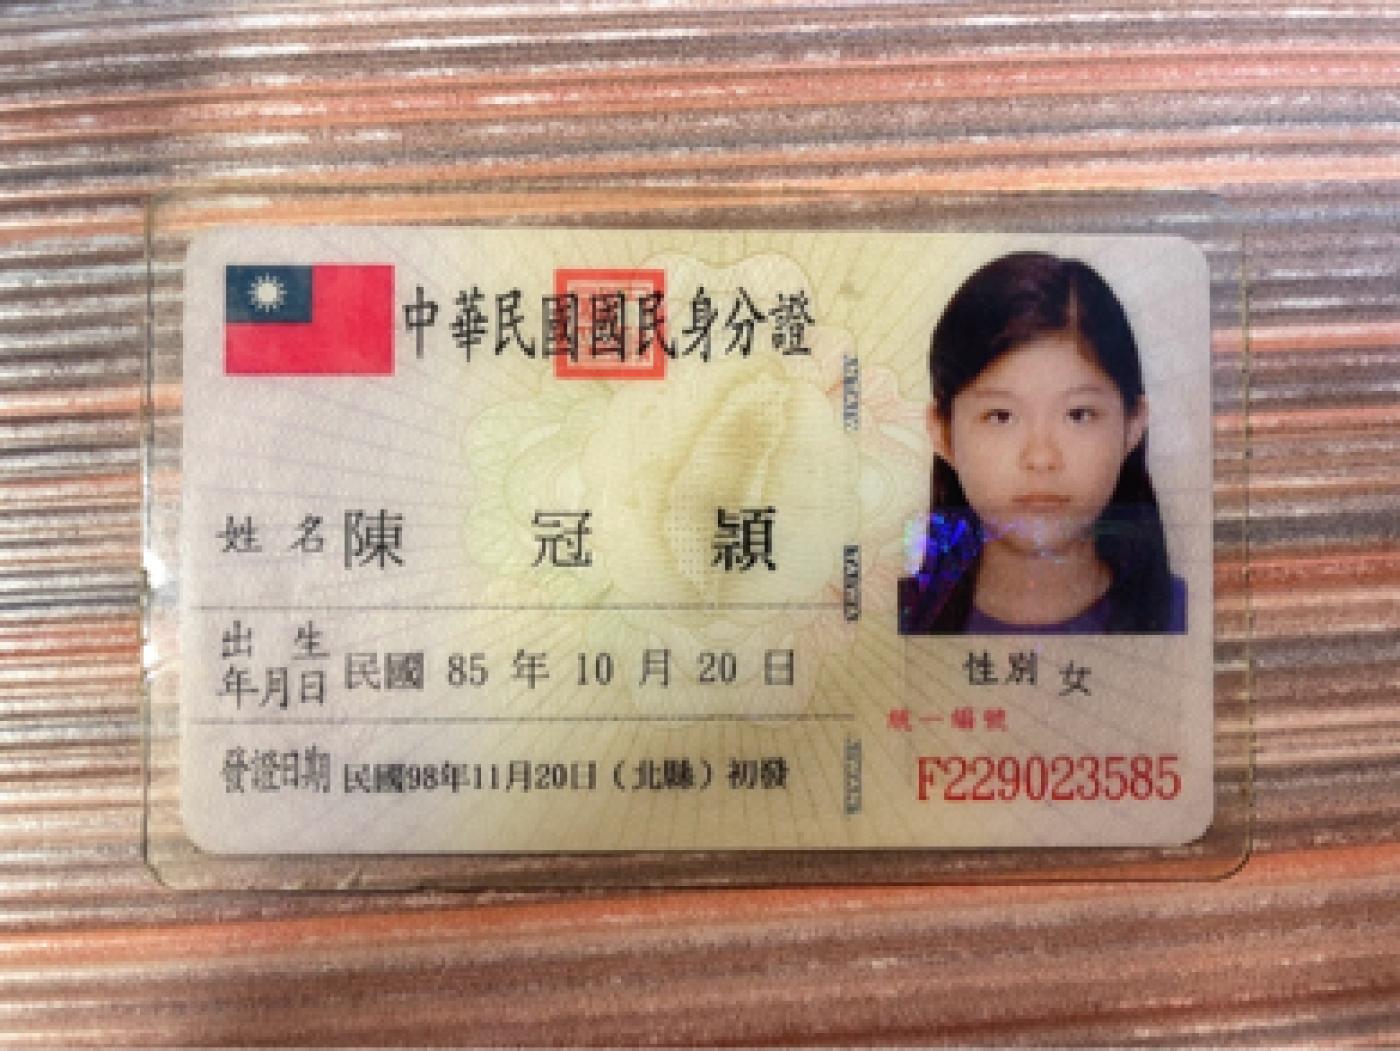 中華民國國民身分證
姓名 陳冠穎
出生年月日 民國 85 年 10 月 20 日
發證日期 民國98年11月20日（北縣）初發
性別 女
統一編號
F229023585